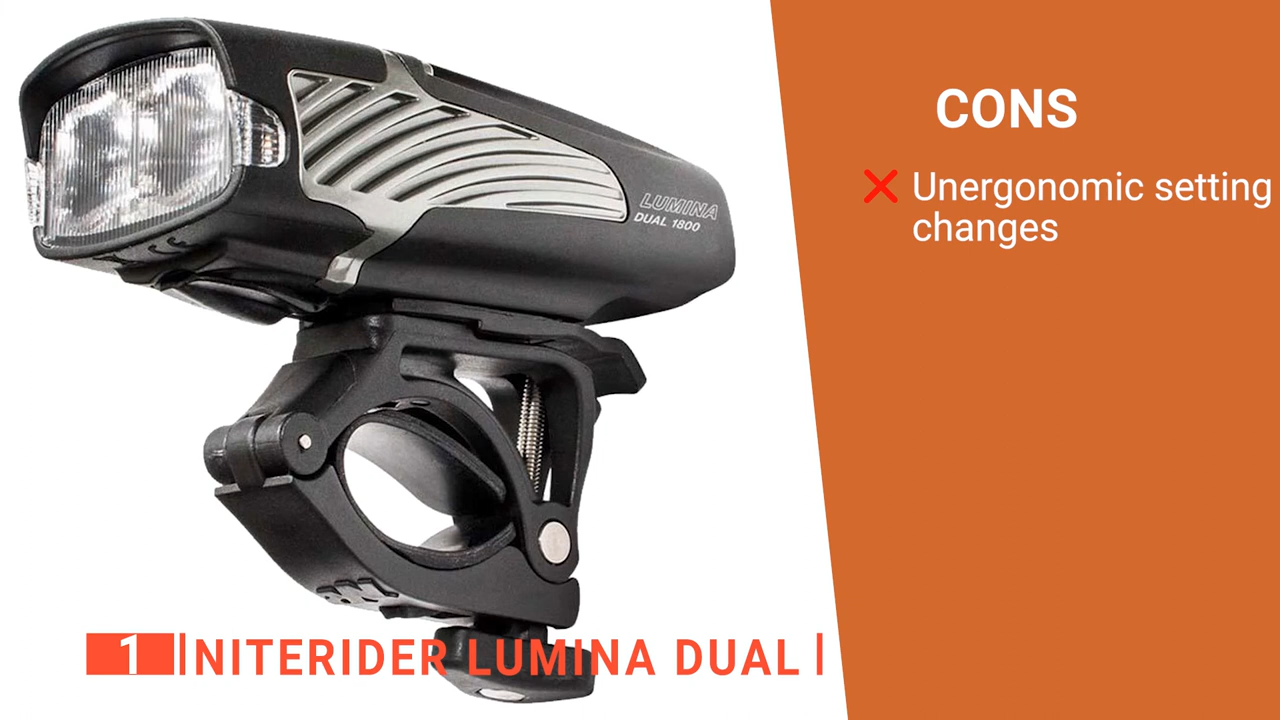 CONS
Unergonomic setting
changes
LUMINA
DUAL 1800
1 NITERIDER LUMINA DUAL